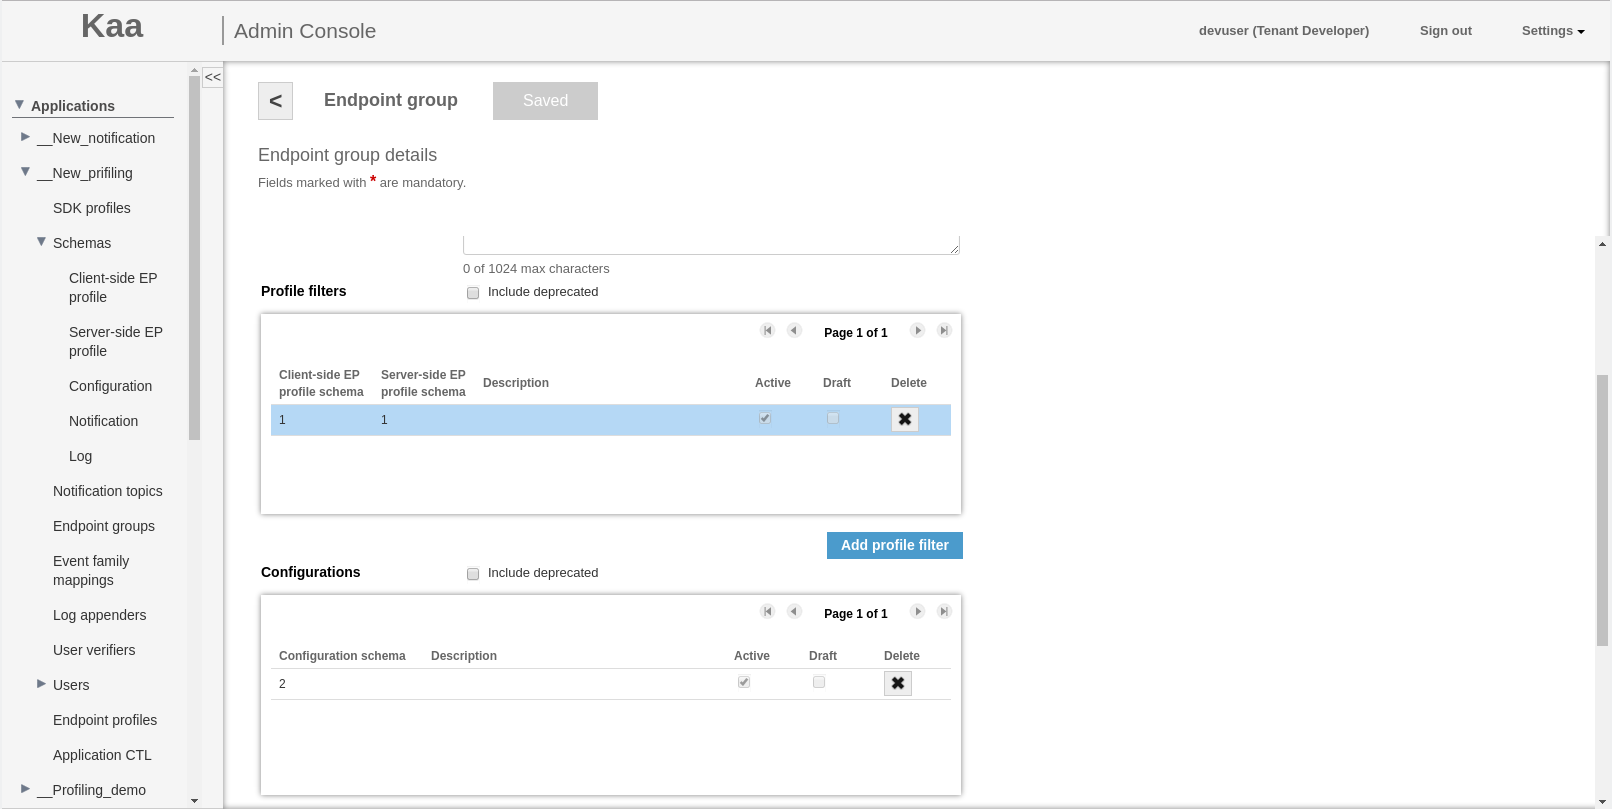 Kaa
Admin Console
devuser (Tenant Developer)
Sign out
Settings
<<
Applications
__New_notification
__New_prifiling
SDK profiles
Schemas
Client-side EP
profile
Server-side EP
profile
Configuration
Notification
Log
Notification topics
Endpoint groups
Event family
mappings
Log appenders
User verifiers
Users
Endpoint profiles
Application CTL
__Profiling_demo
<
Endpoint group
Saved
Endpoint group details
Fields marked with * are mandatory.
0 of 1024 max characters
Profile filters
Include deprecated
Page 1 of 1
Client-side EP
profile schema
Server-side EP
profile schema
Description
Active
Draft
Delete
1
1
Add profile filter
Configurations
Include deprecated
Page 1 of 1
Configuration schema
Description
Active
Draft
Delete
2